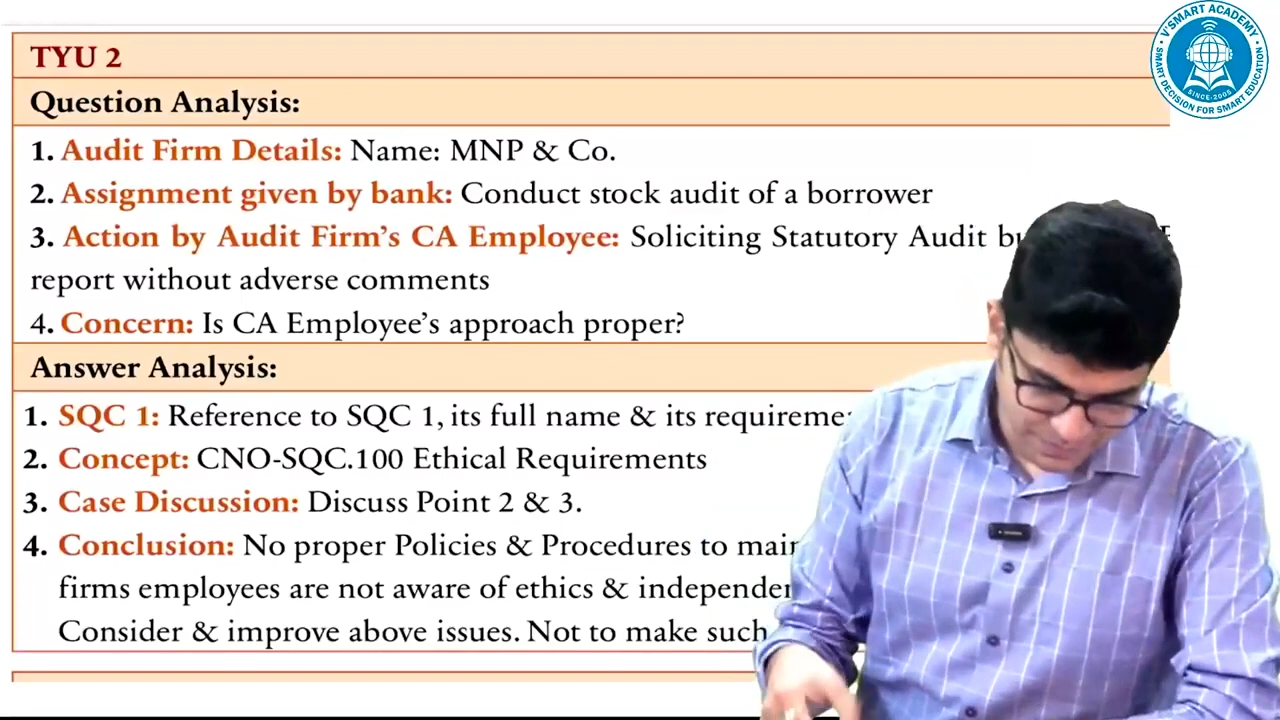 TYU 2
Question Analysis:
1. Audit Firm Details: Name: MNP & Co.
2. Assignment given by bank: Conduct stock audit of a borrower
3. Action by Audit Firm's CA Employee: Soliciting Statutory Audit
report without adverse comments
4. Concern: Is CA Employee's approach proper?
Answer Analysis:
1. SQC 1: Reference to SQC 1, its full name & its
2. Concept: CNO-SQC.100 Ethical Requirements
3. Case Discussion: Discuss Point 2 & 3.
4. Conclusion: No proper Policies & Procedures to
firms employees are not aware of ethics &
Consider & improve above issues. Not to make such
V'SMART ACADEMY
SMART DECISION FOR SMART EDUCATION
SINCE-2005